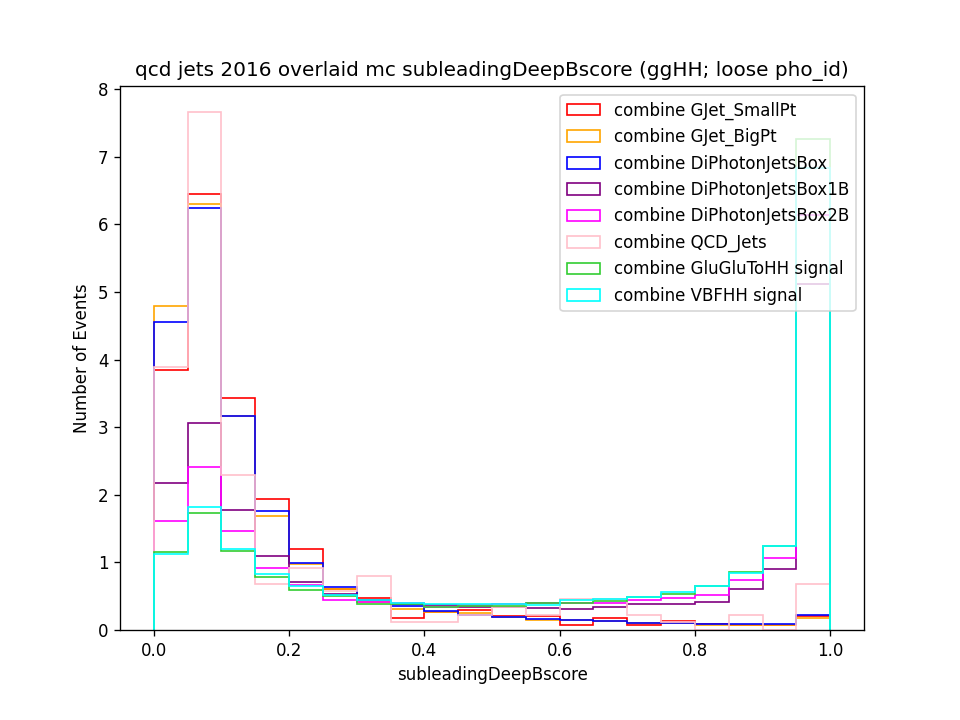 qcd jets 2016 overlaid mc subleadingDeepBscore (ggHH; loose pho_id)
8
7
6
5
4
3
2
1
0
Number of Events
combine GJet_SmallPt
combine GJet_BigPt
combine DiPhotonJetsBox
combine DiPhotonJetsBox1B
combine DiPhotonJetsBox2B
combine QCD_Jets
combine GluGluToHH signal
combine VBFHH signal
0.0 0.2 0.4 0.6 0.8 1.0
subleadingDeepBscore